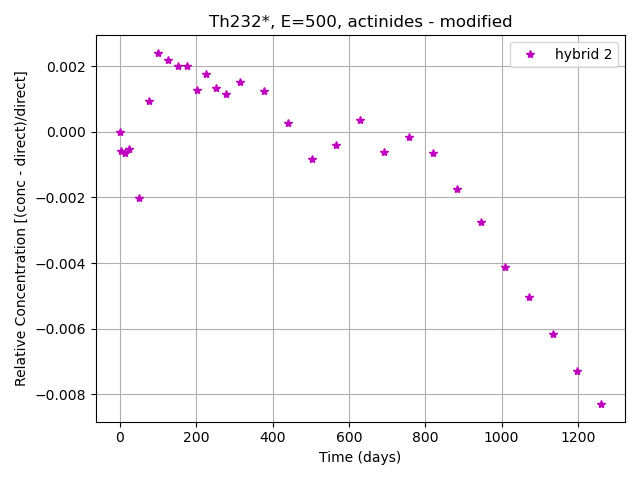 Th232*, E=500, actinides - modified
hybrid 2
Relative Concentration [(conc - direct)/direct]
0.002
0.000
−0.002
−0.004
−0.006
−0.008
0 200 400 600 800 1000 1200
Time (days)